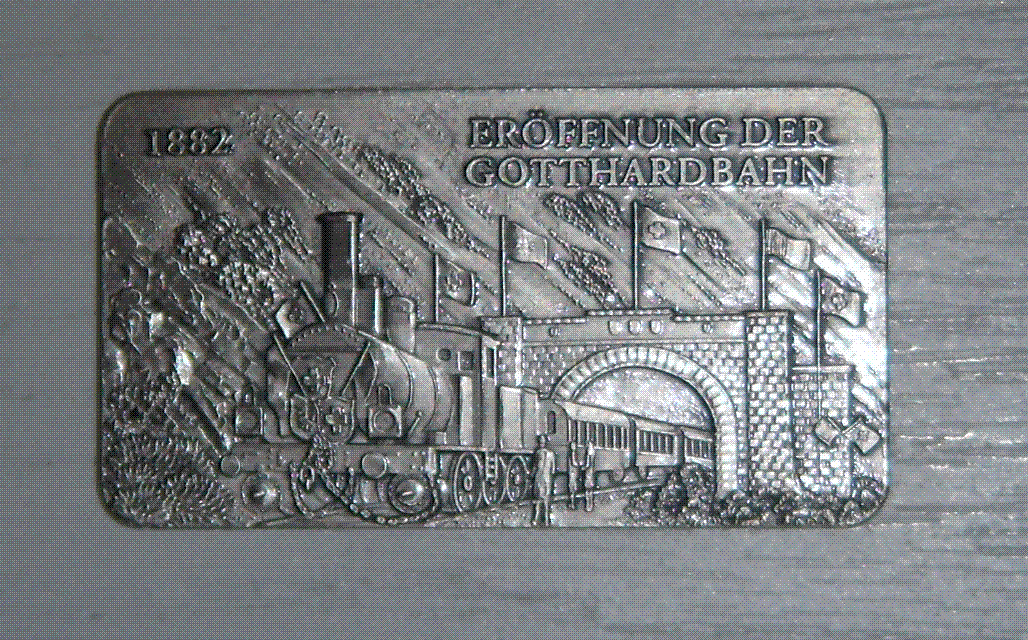 1882
ERÖFFNUNG DER
GOTTHARDBAHN